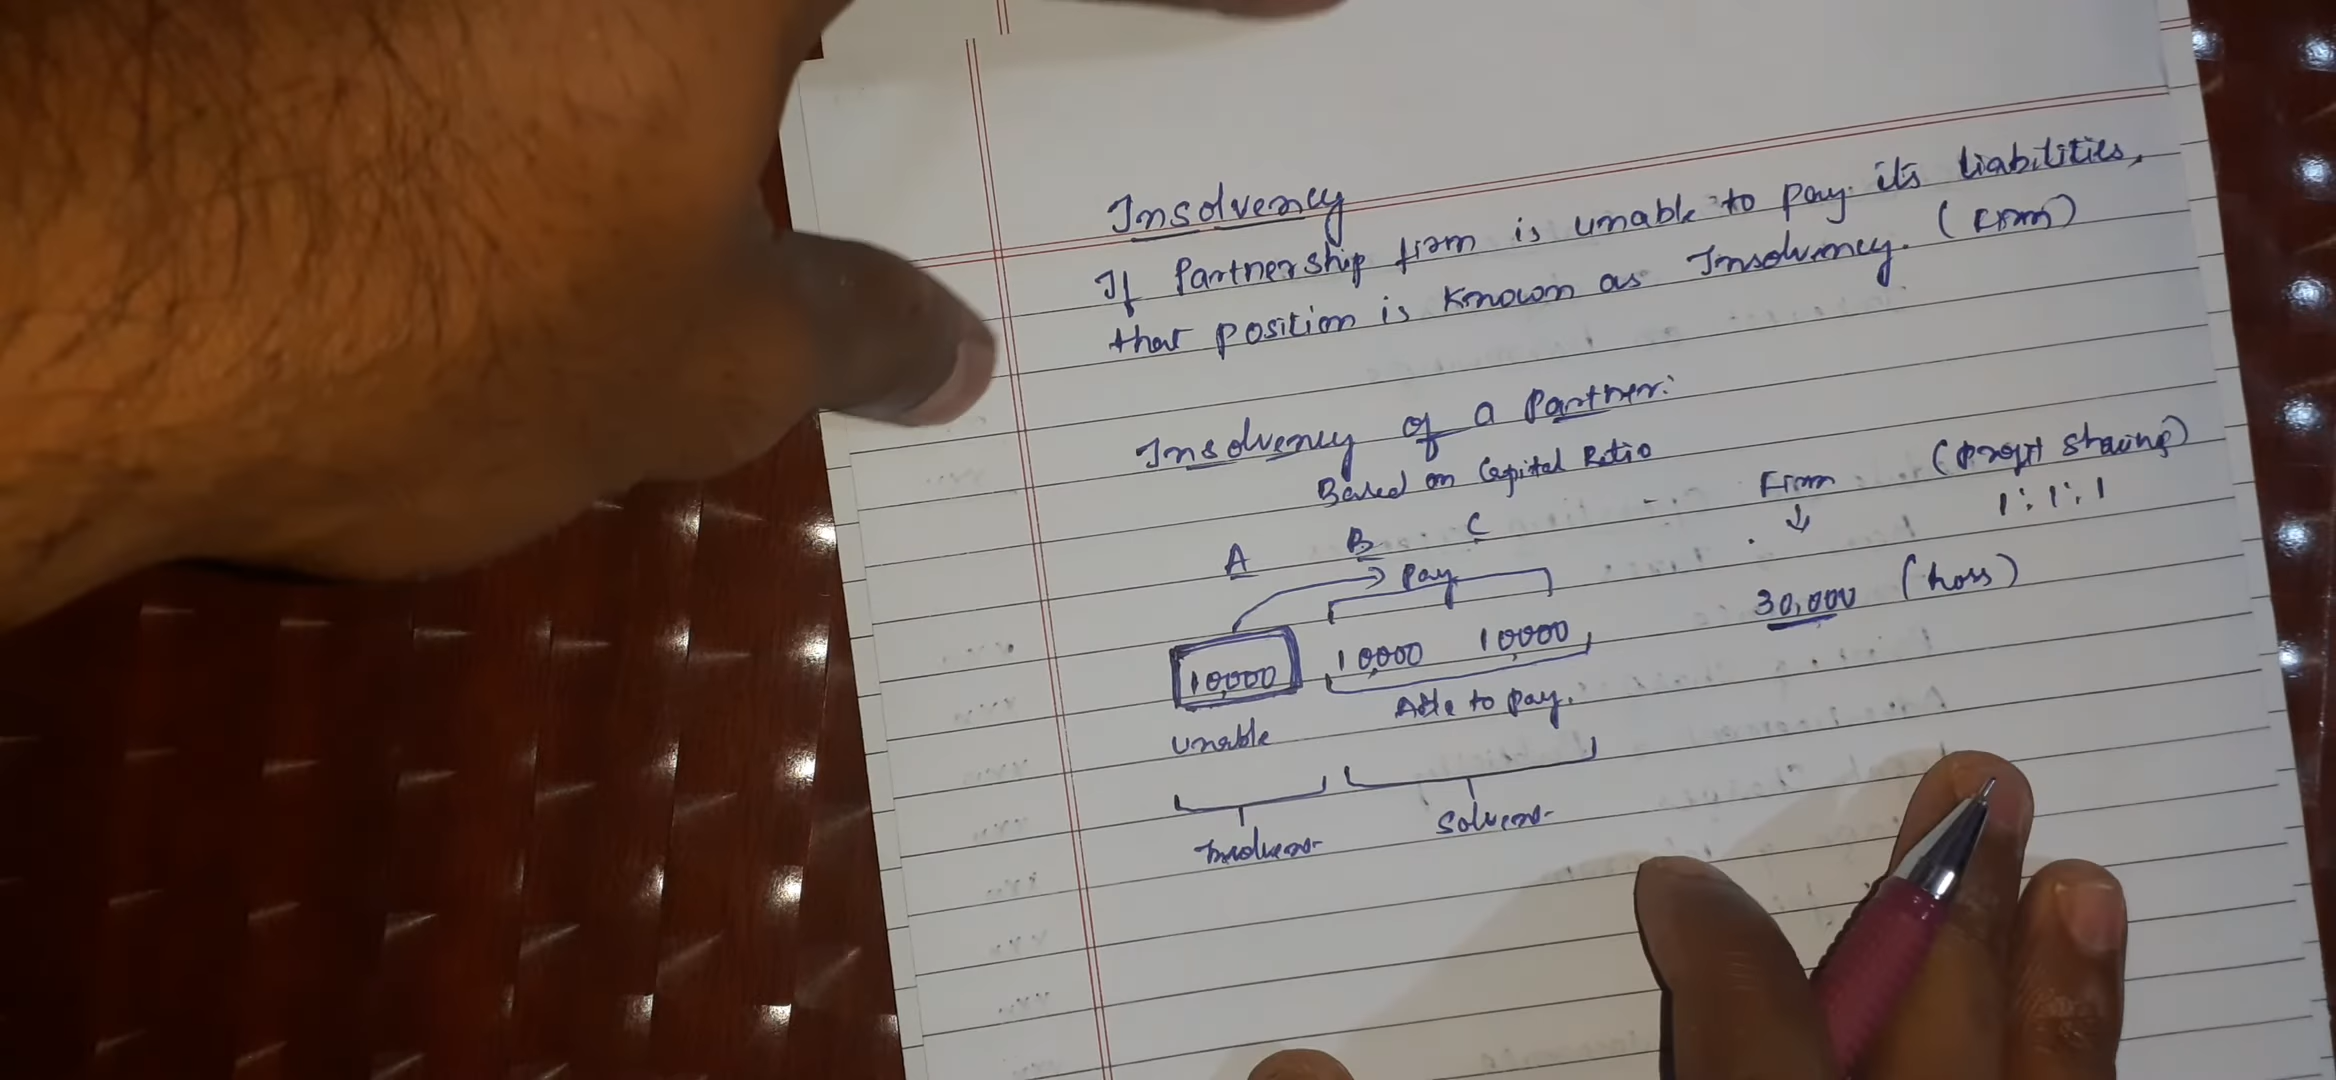 Insolvency
If Partnership firm is unable to pay its liabilities,
that position is known as Insolvency. (Firm)
Insolvency of a Partner:
Based on Capital Ratio
Firm (Profit sharing)
A B C 1:1:1
Pay
10,000 10,000 10,000 30,000 (Loss)
unable Able to pay.
Insolvent Solvent